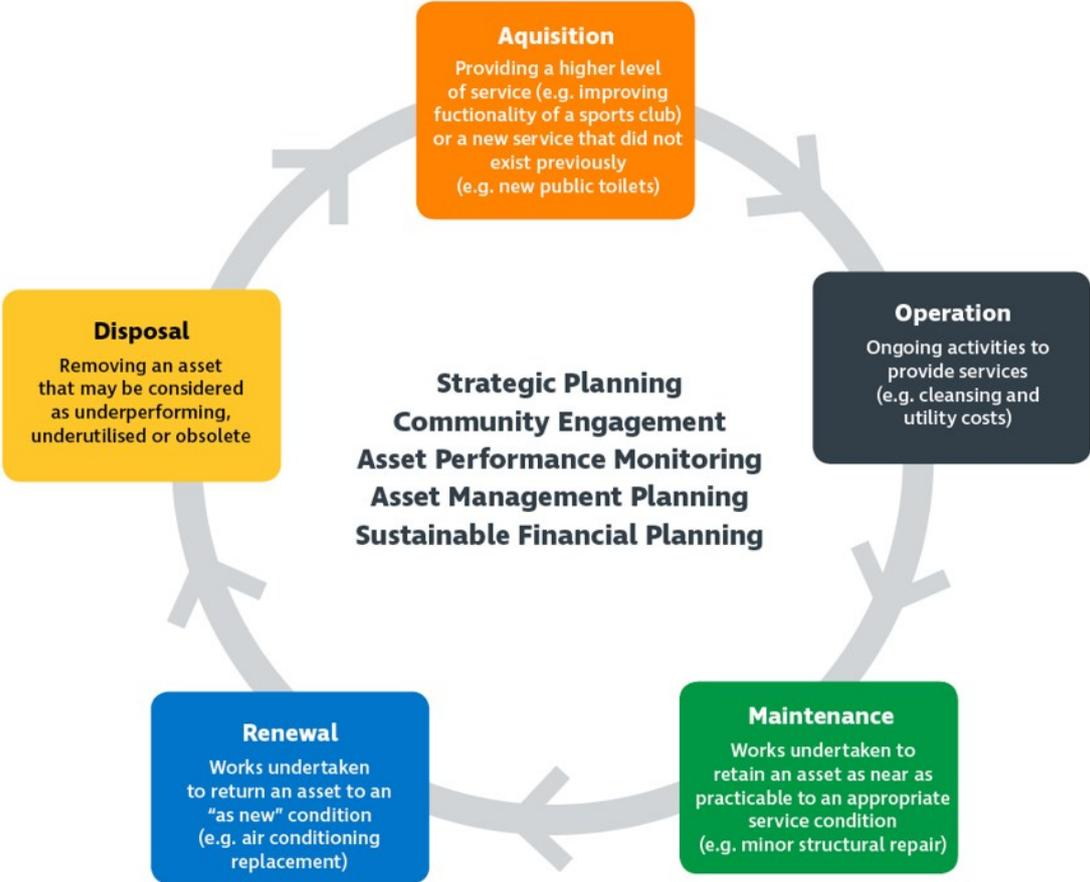 Aquisition
Providing a higher level
of service (e.g. improving
fuctionality of a sports club)
or a new service that did not
exist previously
(e.g. new public toilets)
Operation
Ongoing activities to
provide services
(e.g. cleansing and
utility costs)
Maintenance
Works undertaken to
retain an asset as near as
practicable to an appropriate
service condition
(e.g. minor structural repair)
Renewal
Works undertaken
to return an asset to an
“as new” condition
(e.g. air conditioning
replacement)
Disposal
Removing an asset
that may be considered
as underperforming,
underutilised or obsolete
Strategic Planning
Community Engagement
Asset Performance Monitoring
Asset Management Planning
Sustainable Financial Planning